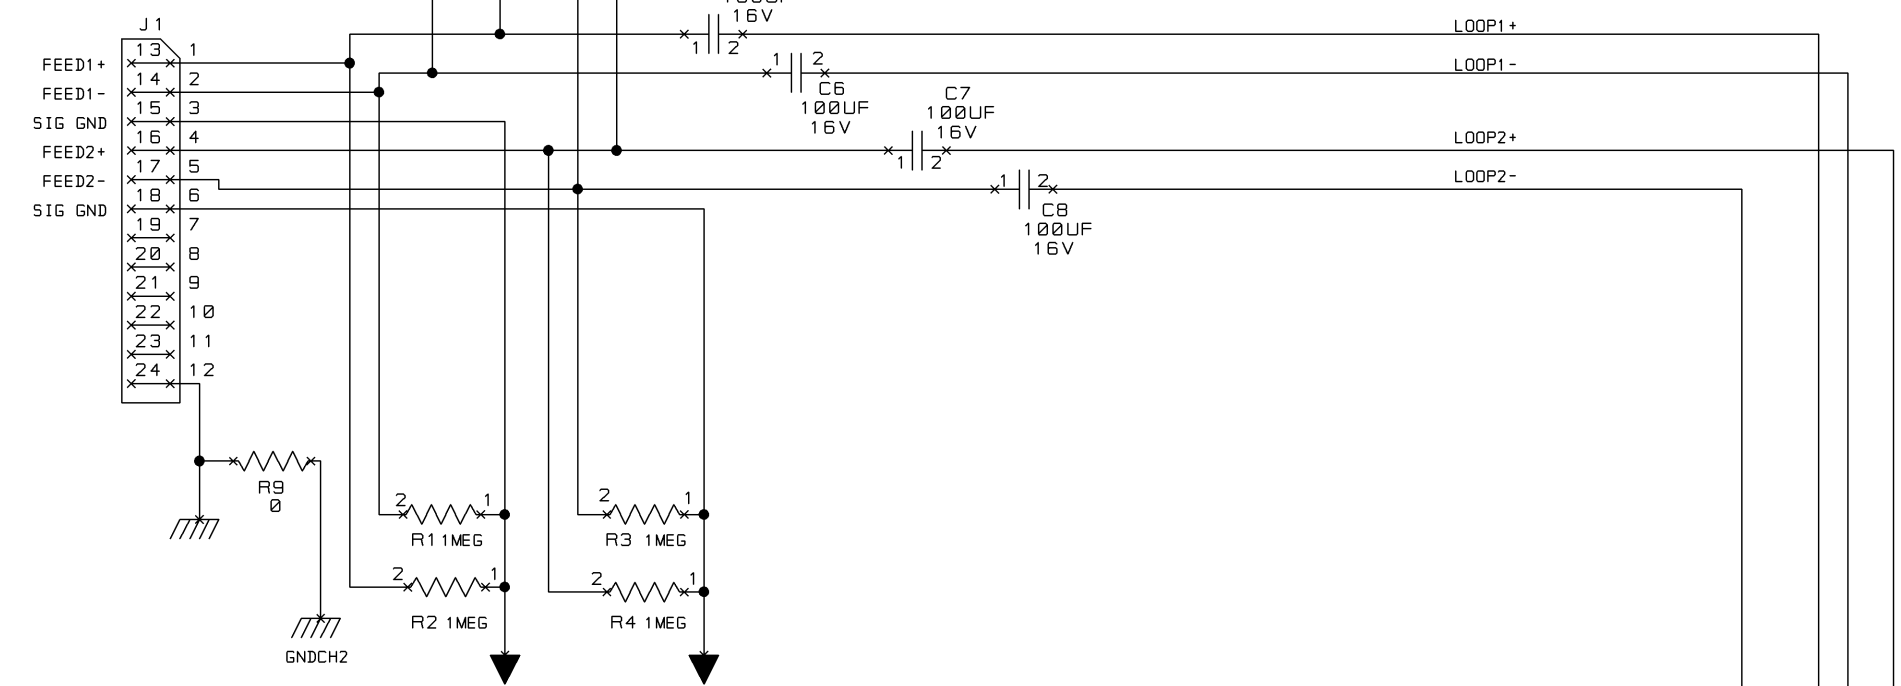 16V
1 2
LOOP1+
J1
13 1
FEED1+
14 2
FEED1-
15 3
SIG GND
16 4
FEED2+
17 5
FEED2-
18 6
SIG GND
19 7
20 8
21 9
22 10
23 11
24 12
1 2
C6
100UF
16V
LOOP1-
C7
100UF
16V
1 2
LOOP2+
1 2
C8
100UF
16V
LOOP2-
R9
0
GNDCH2
2 1
R1 1MEG
2 1
R2 1MEG
2 1
R3 1MEG
2 1
R4 1MEG